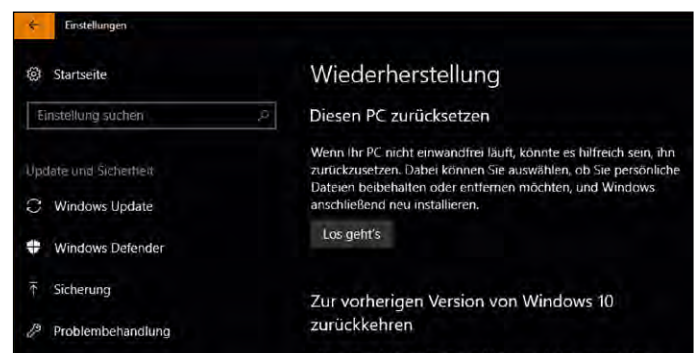 Einstellungen
Startseite
Einstellung suchen
Update und Sicherheit
Windows Update
Windows Defender
Sicherung
Problembehandlung
Wiederherstellung
Diesen PC zurücksetzen
Wenn Ihr PC nicht einwandfrei läuft, könnte es hilfreich sein, ihn
zurückzusetzen. Dabei können Sie auswählen, ob Sie persönliche
Dateien beibehalten oder entfernen möchten, und Windows
anschließend neu installieren.
Los geht's
Zur vorherigen Version von Windows 10
zurückkehren